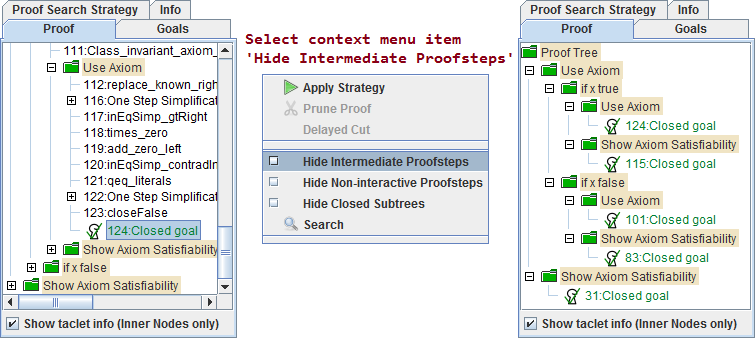 Proof Search Strategy Info
Proof Goals
111:Class_invariant_axiom_
Use Axiom
112:replace_known_righ
116:One Step Simplificat
117:inEqSimp_gtRight
118:times_zero
119:add_zero_left
120:inEqSimp_contradIn
121:qeq_literals
122:One Step Simplificat
123:closeFalse
124:Closed goal
Show Axiom Satisfiability
if x false
Show Axiom Satisfiability
Show taclet info (Inner Nodes only)
Select context menu item
'Hide Intermediate Proofsteps'
Apply Strategy
Prune Proof
Delayed Cut
Hide Intermediate Proofsteps
Hide Non-interactive Proofsteps
Hide Closed Subtrees
Search
Proof Search Strategy Info
Proof Goals
Proof Tree
Use Axiom
if x true
Use Axiom
124:Closed goal
Show Axiom Satisfiability
115:Closed goal
if x false
Use Axiom
101:Closed goal
Show Axiom Satisfiability
83:Closed goal
Show Axiom Satisfiability
31:Closed goal
Show taclet info (Inner Nodes only)